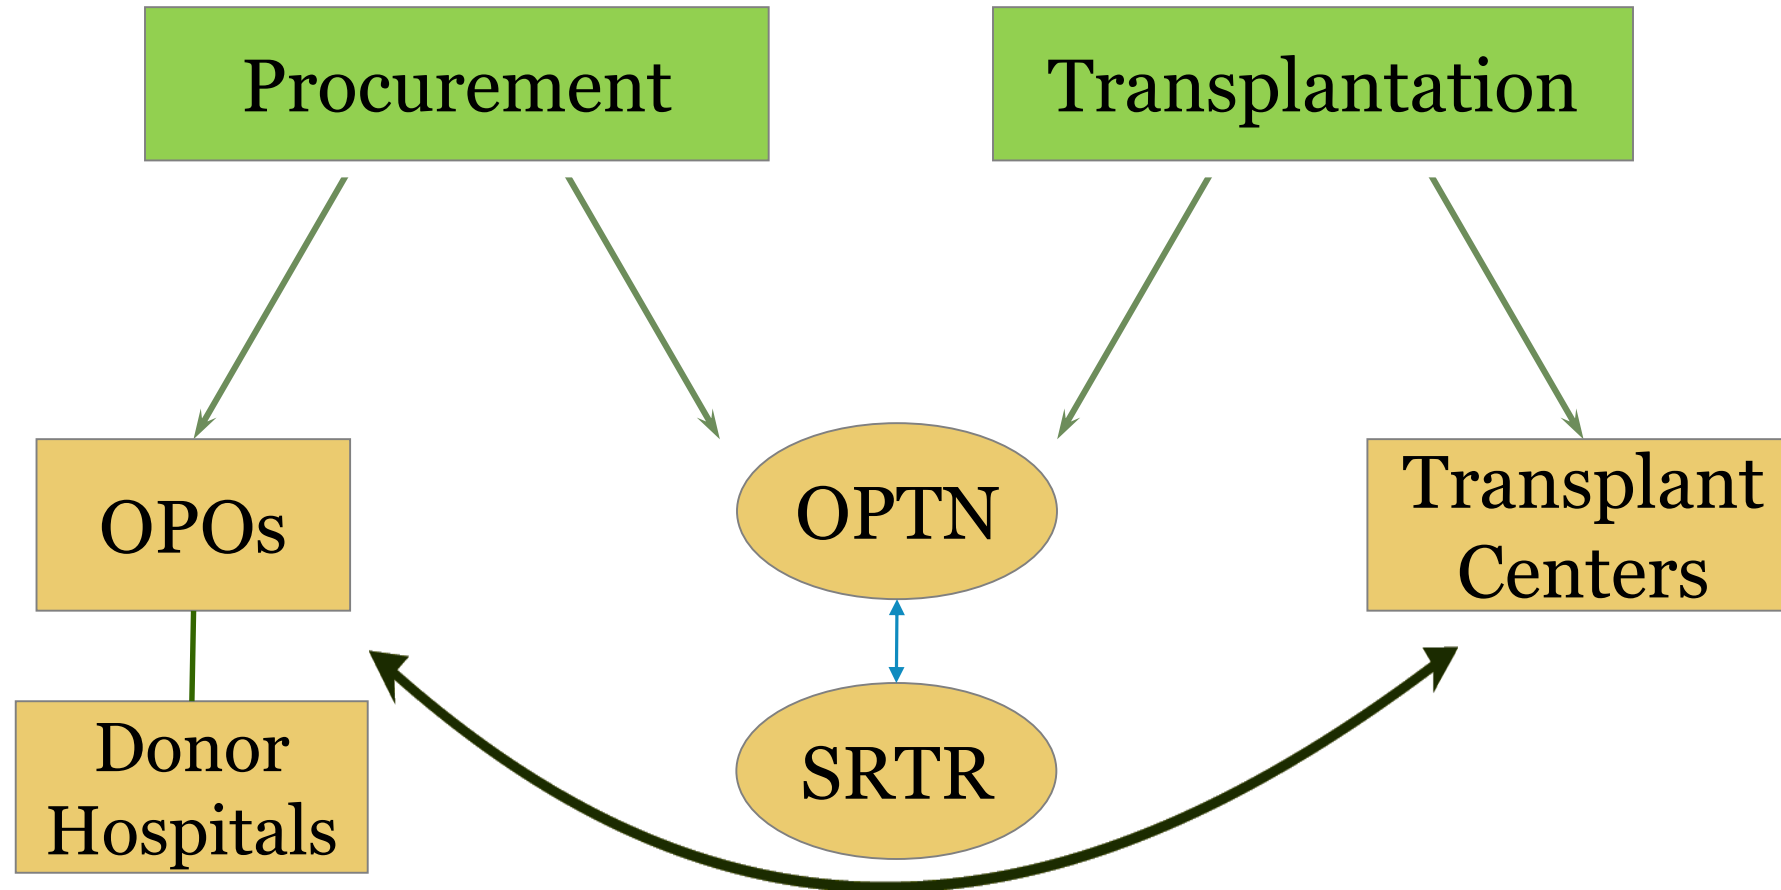 Procurement
Transplantation
OPOs
OPTN
Transplant
Centers
Donor
Hospitals
SRTR